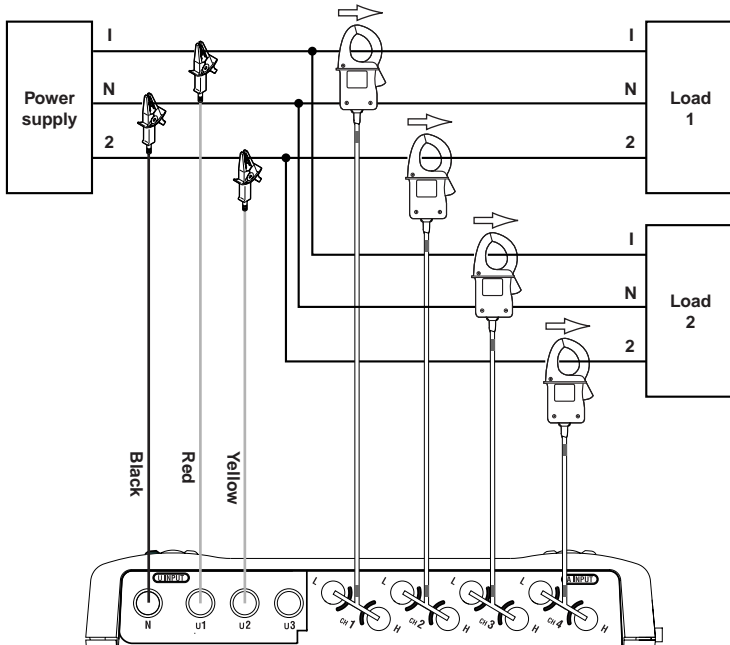 I
I
N
N
Power
supply
Load
1
2
2
I
N
Load
2
2
Black
Red
Yellow
U INPUT
A INPUT
N
U1
U2
U3
L
CH 1
H
L
CH 2
H
L
CH 3
H
L
CH 4
H